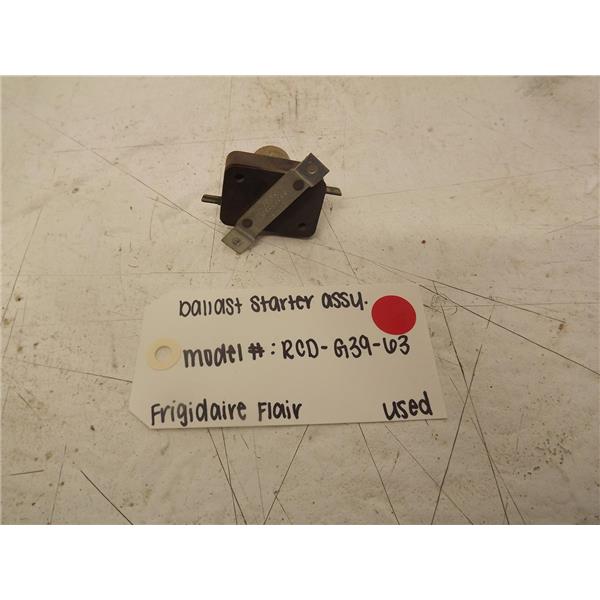 Ballast Starter assy.
model #: RCD-G39-63
Frigidaire Flair used